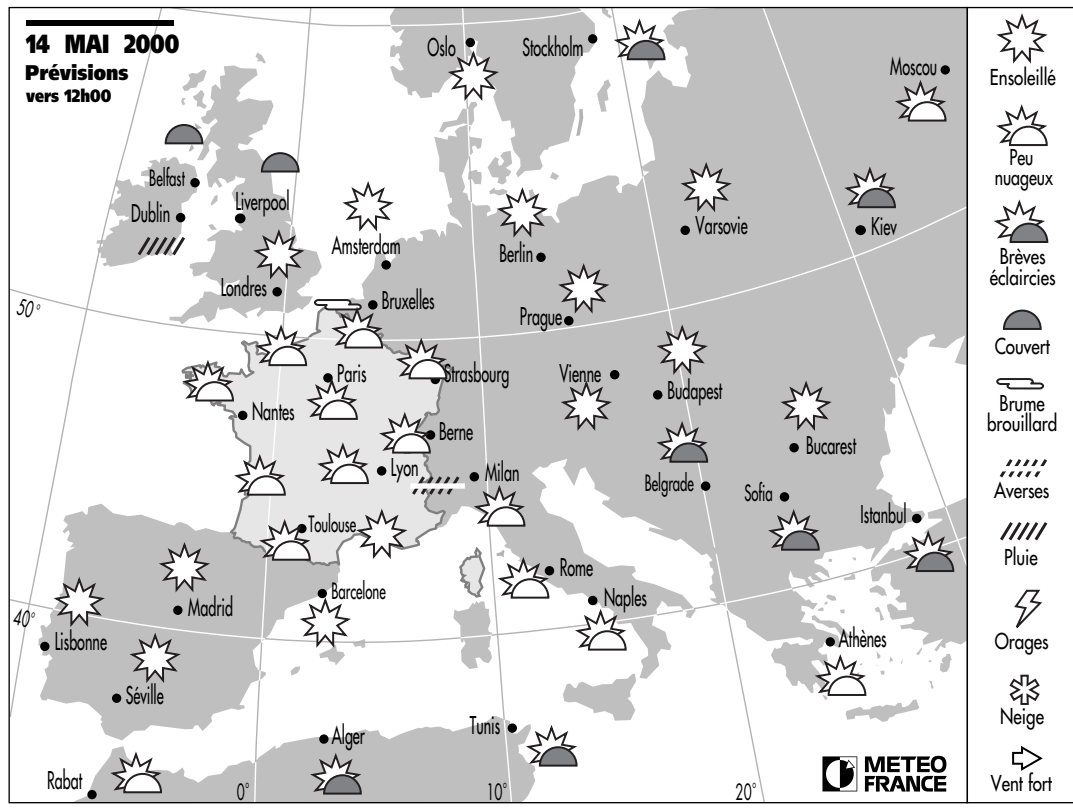 14 MAI 2000
Prévisions
vers 12h00
Oslo
Stockholm
Moscou
Belfast
Dublin
Liverpool
Amsterdam
Berlin
Varsovie
Kiev
Londres
Bruxelles
Prague
50°
Paris
Strasbourg
Vienne
Budapest
Nantes
Berne
Bucarest
Lyon
Milan
Belgrade
Sofia
Istanbul
Toulouse
Rome
Barcelone
Naples
Madrid
40°
Lisbonne
Athènes
Séville
Tunis
Alger
Rabat
0°
10°
20°
METEO
FRANCE
Ensoleillé
Peu
nuageux
Brèves
éclaircies
Couvert
Brume
brouillard
Averses
Pluie
Orages
Neige
Vent fort